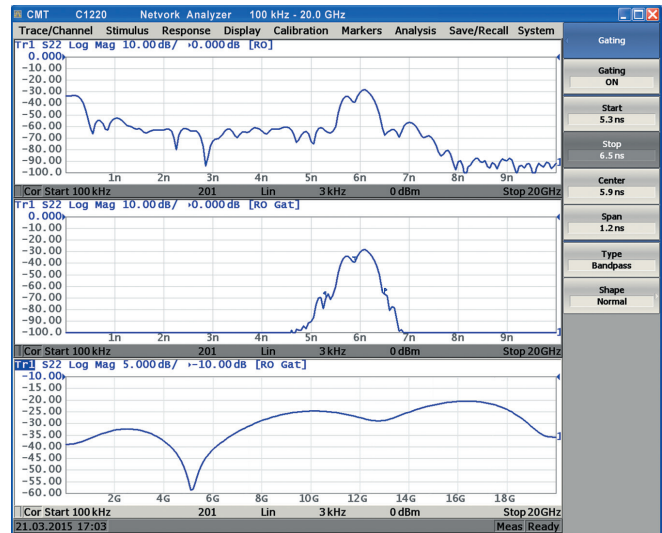 CMT C1220 Network Analyzer 100 kHz - 20.0 GHz
Trace/Channel Stimulus Response Display Calibration Markers Analysis Save/Recall System
Tr1 S22 Log Mag 10.00dB/ 0.000dB [RO]
0.000
-10.00
-20.00
-30.00
-40.00
-50.00
-60.00
-70.00
-80.00
-90.00
-100.0
1n 2n 3n 4n 5n 6n 7n 8n 9n
1
Cor Start 100 kHz 201 Lin 3 kHz 0 dBm Stop 20GHz
Tr1 S22 Log Mag 10.00dB/ 0.000dB [RO Gat]
0.000
-10.00
-20.00
-30.00
-40.00
-50.00
-60.00
-70.00
-80.00
-90.00
-100.0
1n 2n 3n 4n 5n 6n 7n 8n 9n
1
Cor Start 100 kHz 201 Lin 3 kHz 0 dBm Stop 20GHz
Tr1 S22 Log Mag 5.000dB/ -10.00dB [RO Gat]
-10.00
-15.00
-20.00
-25.00
-30.00
-35.00
-40.00
-45.00
-50.00
-55.00
-60.00
2G 4G 6G 8G 10G 12G 14G 16G 18G
1
Cor Start 100 kHz 201 Lin 3 kHz 0 dBm Stop 20GHz
21.03.2015 17:03 Meas Ready
Gating
Gating
ON
Start
5.3 ns
Stop
6.5 ns
Center
5.9 ns
Span
1.2 ns
Type
Bandpass
Shape
Normal